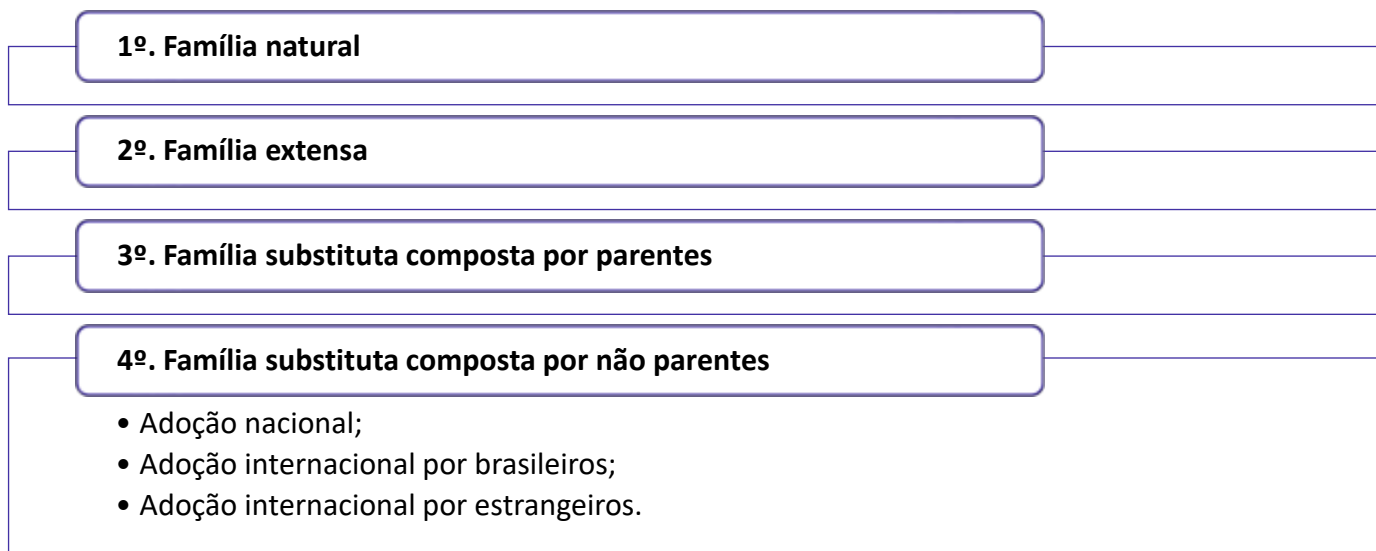 1º. Família natural
2º. Família extensa
3º. Família substituta composta por parentes
4º. Família substituta composta por não parentes
• Adoção nacional;
• Adoção internacional por brasileiros;
• Adoção internacional por estrangeiros.